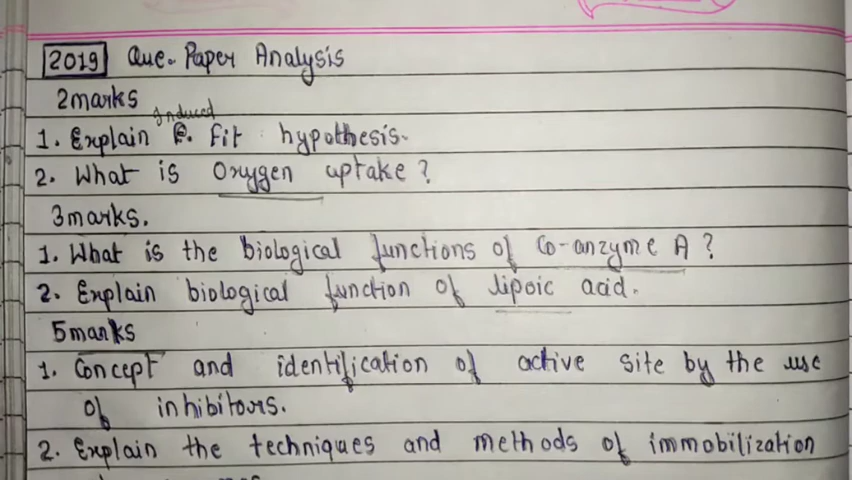 2019 Que. Paper Analysis
2marks
Induced
1. Explain fit hypothesis.
2. What is Oxygen uptake?
3marks.
1. What is the biological functions of Co-anzyme A?
2. Explain biological function of lipoic acid.
5marks
1. Concept and identification of active site by the use
of inhibitours.
2. Explain the techniques and methods of immobilization